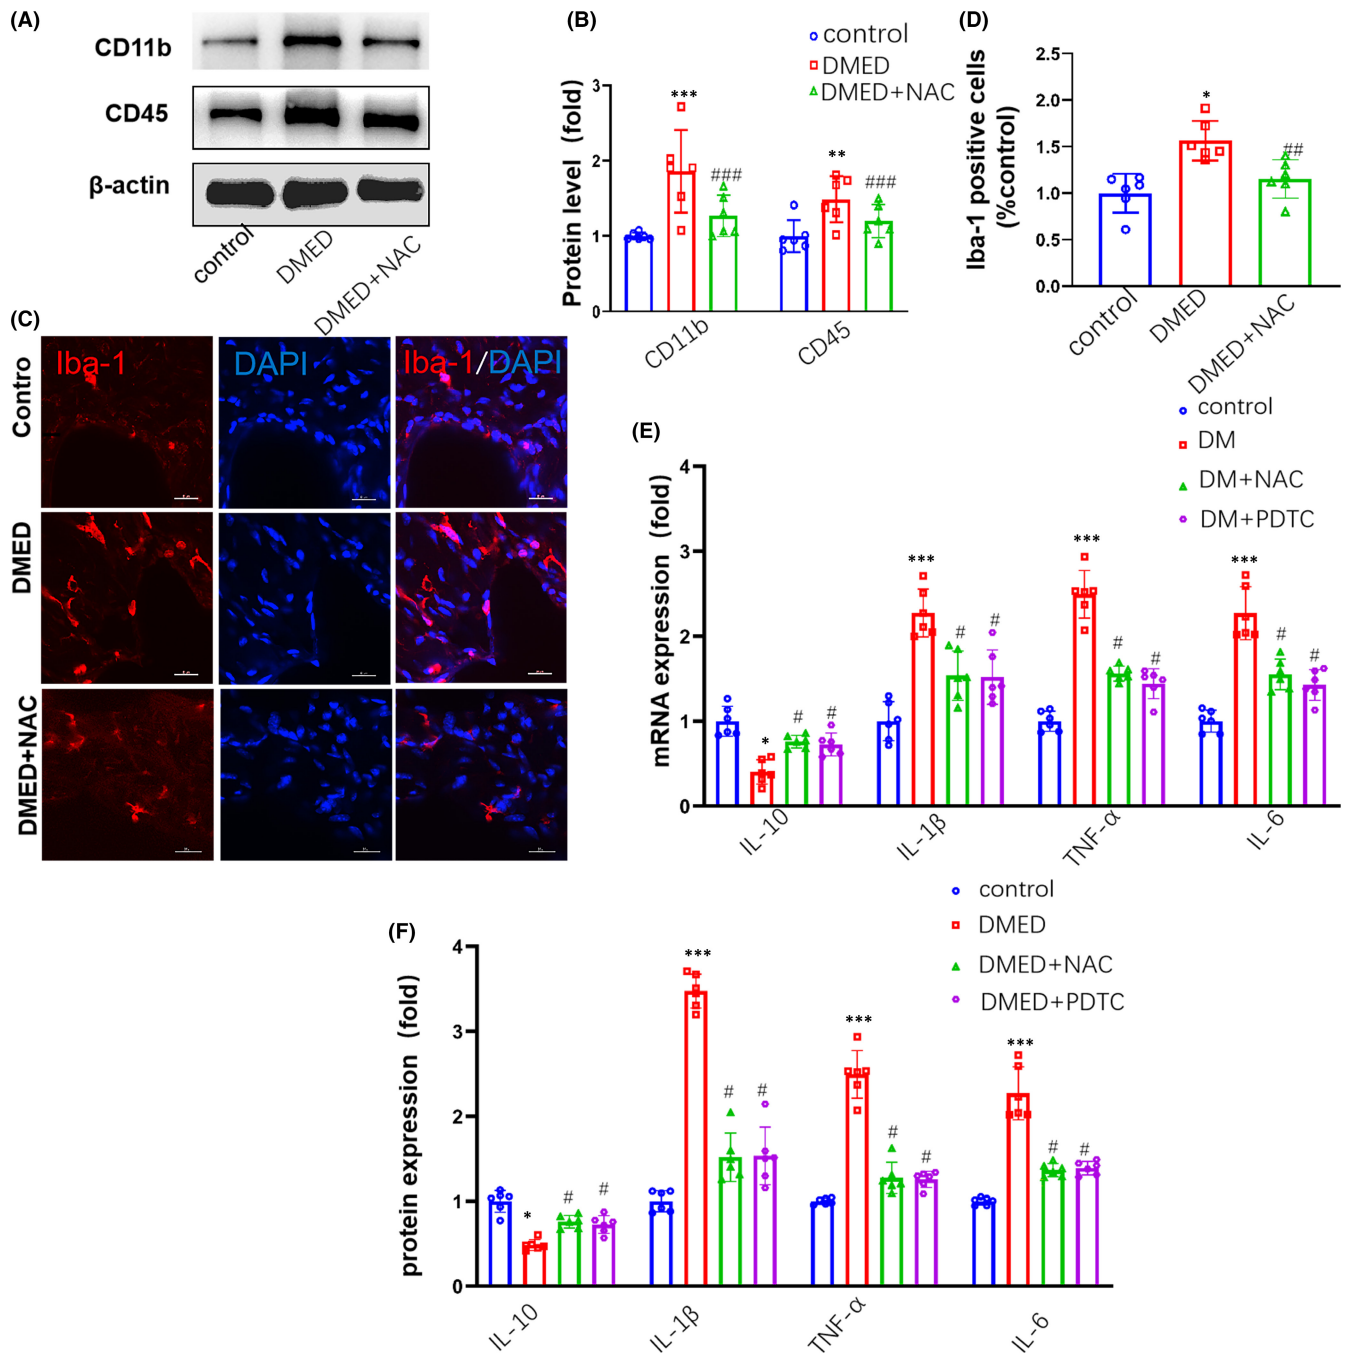 (A)
CD11b
CD45
β-actin
control
DMED
DMED+NAC
(B)
control
DMED
DMED+NAC
Protein level (fold)
3
2
1
0
***
###
**
###
CD11b
CD45
(D)
Iba-1 positive cells
(%control)
2.5
2.0
1.5
1.0
0.5
0.0
*
##
control
DMED
DMED+NAC
(C)
Iba-1
DAPI
Iba-1/DAPI
Contro
DMED
DMED+NAC
(E)
control
DM
DM+NAC
DM+PDTC
mRNA expression (fold)
4
3
2
1
0
*
#
#
***
#
#
***
#
#
***
#
#
IL-10
IL-1β
TNF-α
IL-6
(F)
control
DMED
DMED+NAC
DMED+PDTC
protein expression (fold)
4
3
2
1
0
*
#
#
***
#
#
***
#
#
***
#
#
IL-10
IL-1β
TNF-α
IL-6